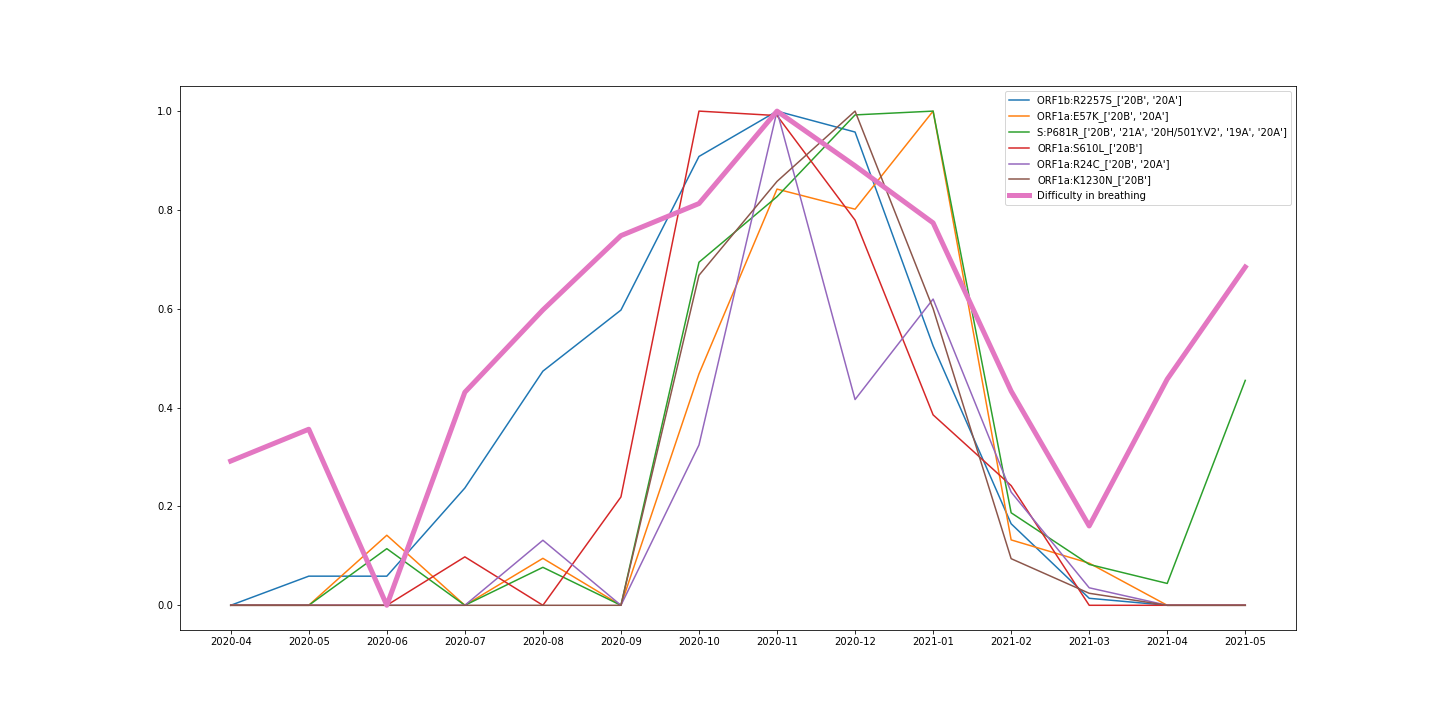 ORF1b:R2257S_['20B', '20A']
ORF1a:E57K_['20B', '20A']
S:P681R_['20B', '21A', '20H/501Y.V2', '19A', '20A']
ORF1a:S610L_['20B']
ORF1a:R24C_['20B', '20A']
ORF1a:K1230N_['20B']
Difficulty in breathing
1.0
0.8
0.6
0.4
0.2
0.0
2020-04 2020-05 2020-06 2020-07 2020-08 2020-09 2020-10 2020-11 2020-12 2021-01 2021-02 2021-03 2021-04 2021-05